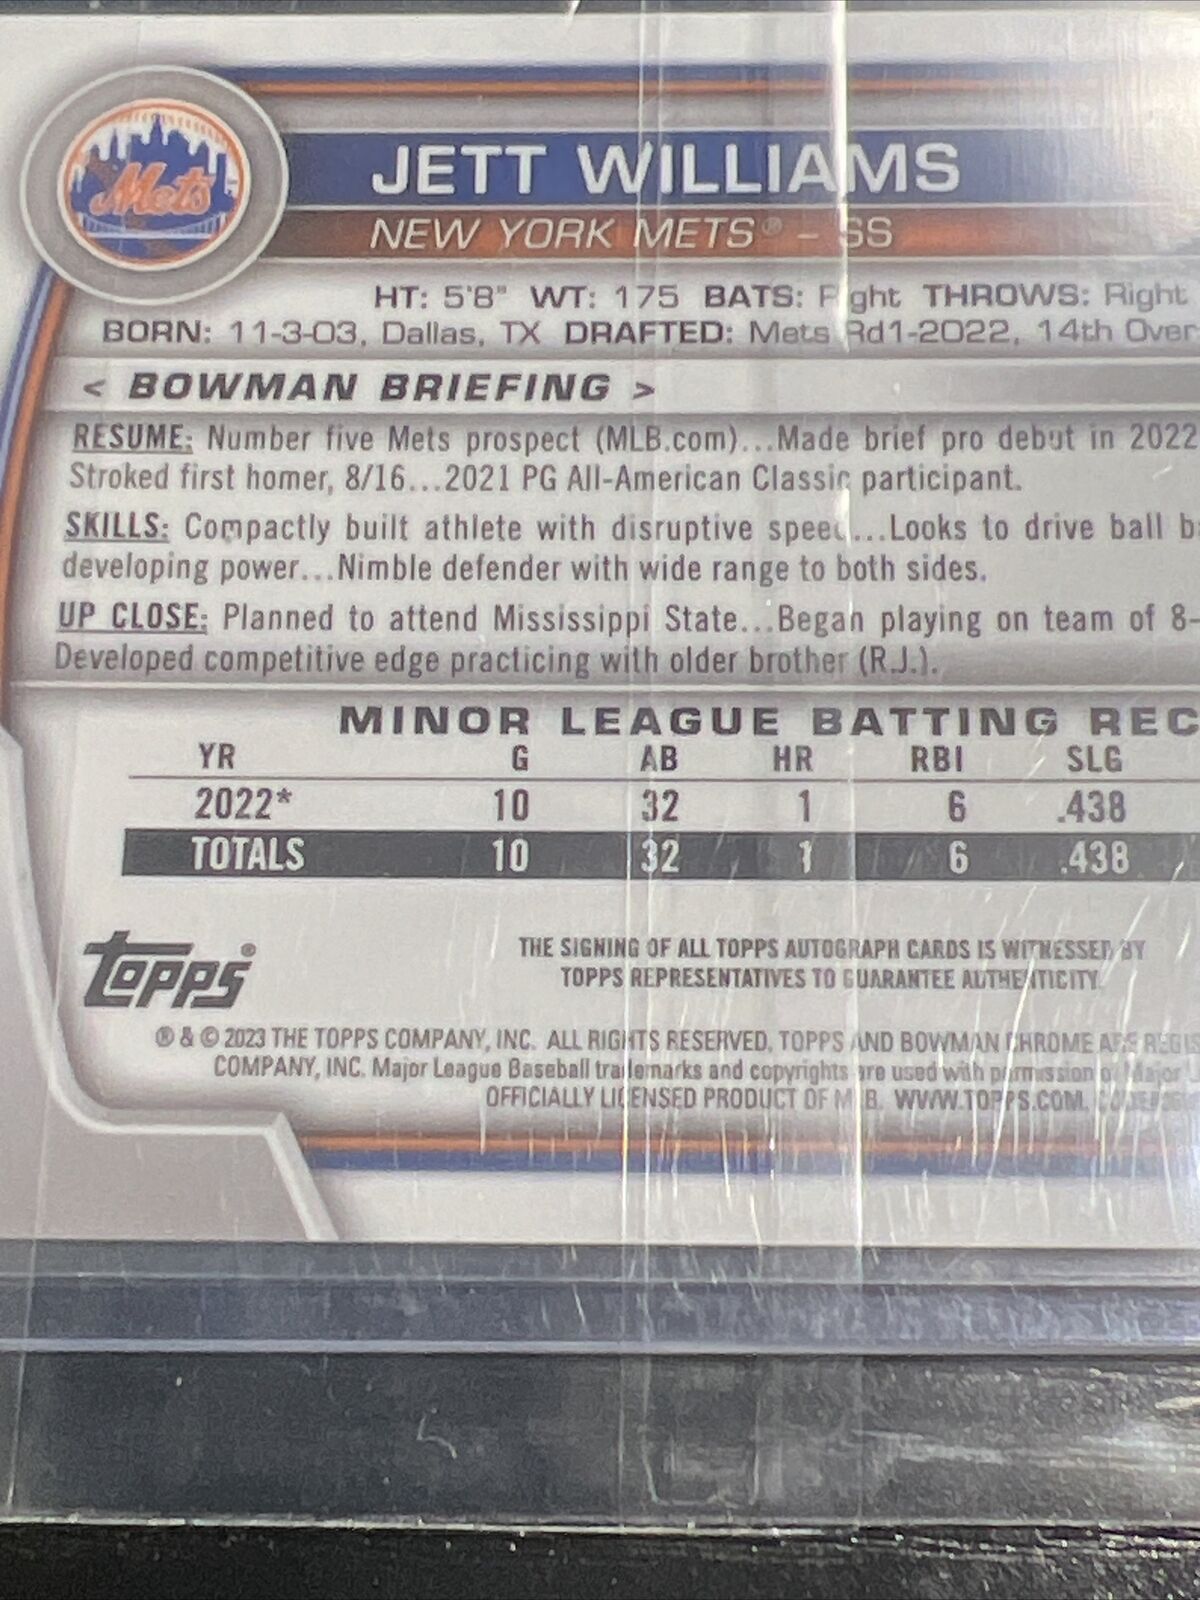 Mets
JETT WILLIAMS
NEW YORK METS® - SS
HT: 5'8" WT: 175 BATS: Right THROWS: Right
BORN: 11-3-03, Dallas, TX DRAFTED: Mets Rd1-2022, 14th Over
< BOWMAN BRIEFING >
RESUME: Number five Mets prospect (MLB.com)...Made brief pro debut in 2022
Stroked first homer, 8/16...2021 PG All-American Classic participant.
SKILLS: Compactly built athlete with disruptive speed...Looks to drive ball
developing power...Nimble defender with wide range to both sides.
UP CLOSE: Planned to attend Mississippi State...Began playing on team of 8-
Developed competitive edge practicing with older brother (R.J.).
MINOR LEAGUE BATTING REC
YR G AB HR RBI SLG
2022* 10 32 1 6 .438
TOTALS 10 32 1 6 .438
TOPPS®
THE SIGNING OF ALL TOPPS AUTOGRAPH CARDS IS WITNESSED BY
TOPPS REPRESENTATIVES TO GUARANTEE AUTHENTICITY.
® & © 2023 THE TOPPS COMPANY, INC. ALL RIGHTS RESERVED. TOPPS AND BOWMAN CHROME ARE REGIS
COMPANY, INC. Major League Baseball trademarks and copyrights are used with permission of Major
OFFICIALLY LICENSED PRODUCT OF MLB. WWW.TOPPS.COM.